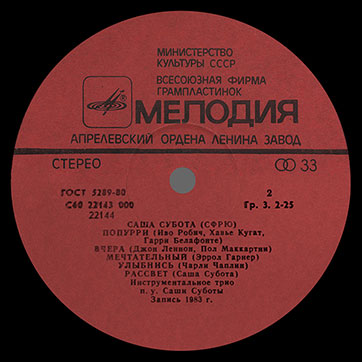 МИНИСТЕРСТВО
КУЛЬТУРЫ СССР
ВСЕСОЮЗНАЯ ФИРМА
ГРАМПЛАСТИНОК
МЕЛОДИЯ
АПРЕЛЕВСКИЙ ОРДЕНА ЛЕНИНА ЗАВОД
СТЕРЕО 33
ГОСТ 5289-80 2
С60 22143 000 Гр. 3. 2-25
22144
САША СУБОТА (СФРЮ)
ПОПУРРИ (Иво Робич, Хавье Кугат,
Гарри Белафонте)
ВЧЕРА (Джон Леннон, Пол Маккартни)
МЕЧТАТЕЛЬНЫЙ (Эррол Гарнер)
УЛЫБНИСЬ (Чарли Чаплин)
РАССВЕТ (Саша Субота)
Инструментальное трио
п. у. Саши Суботы
Запись 1983 г.